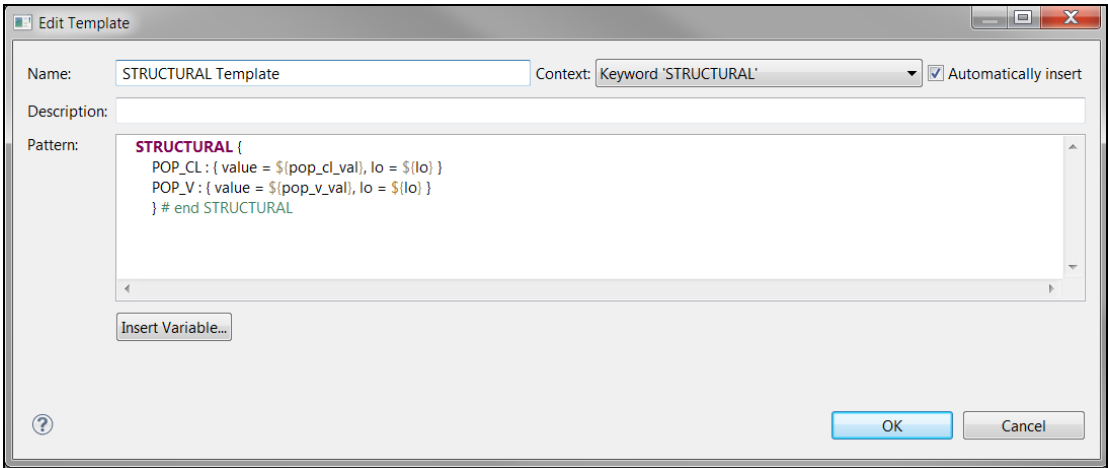 Edit Template
Name: STRUCTURAL Template Context: Keyword 'STRUCTURAL' Automatically insert
Description:
Pattern: STRUCTURAL {
POP_CL : { value = ${pop_cl_val}, lo = ${lo} }
POP_V : { value = ${pop_v_val}, lo = ${lo} }
} # end STRUCTURAL
Insert Variable...
? OK Cancel